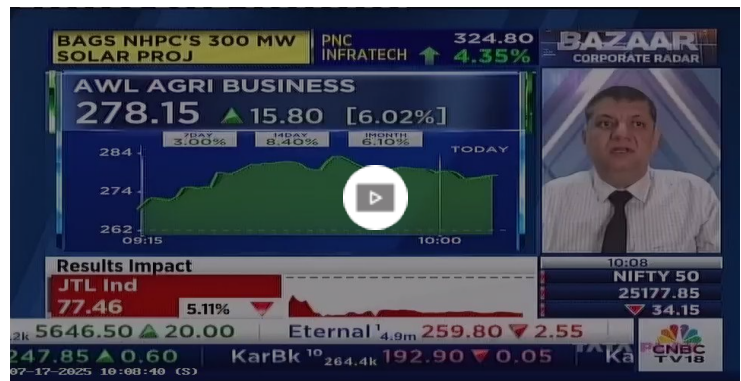 BAGS NHPC'S 300 MW
SOLAR PROJ
PNC
INFRATECH
324.80
4.35%
BAZAAR
CORPORATE RADAR
AWL AGRI BUSINESS
278.15 15.80 [6.02%]
7DAY
3.00%
14DAY
8.40%
1MONTH
6.10%
TODAY
284
274
262
09:15
10:00
10:08
NIFTY 50
25177.85
34.15
Results Impact
JTL Ind
77.46
5.11%
.2k 5646.50 20.00 Eternal 4.9m 259.80 2.55
247.85 0.60 KarBk 10 264.4k 192.90 0.05 Ka
CNBC
TV18
07-17-2025 10:08:40 (S)